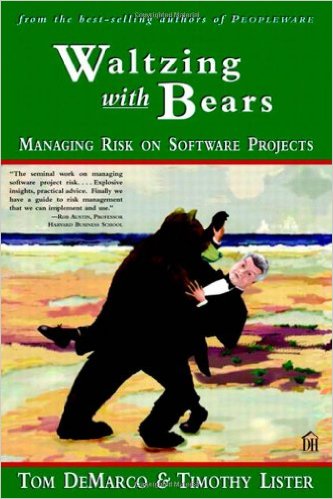 from the best-selling authors of PEOPLEWARE
Waltzing
with Bears
MANAGING RISK ON SOFTWARE PROJECTS
"The seminal work on managing
software project risk. . . . Explosive
insights, practical advice. Finally we
have a guide to risk management
that we can implement and use."
—ROB AUSTIN, PROFESSOR
HARVARD BUSINESS SCHOOL
DH
TOM DEMARCO & TIMOTHY LISTER